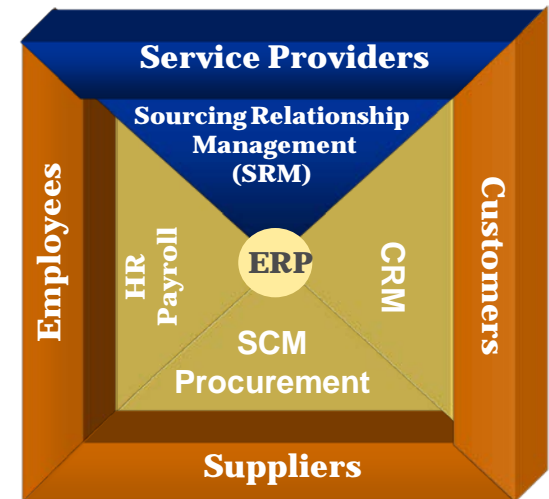 Service Providers
Sourcing Relationship
Management
(SRM)
Employees
HR
Payroll
ERP
CRM
Customers
SCM
Procurement
Suppliers